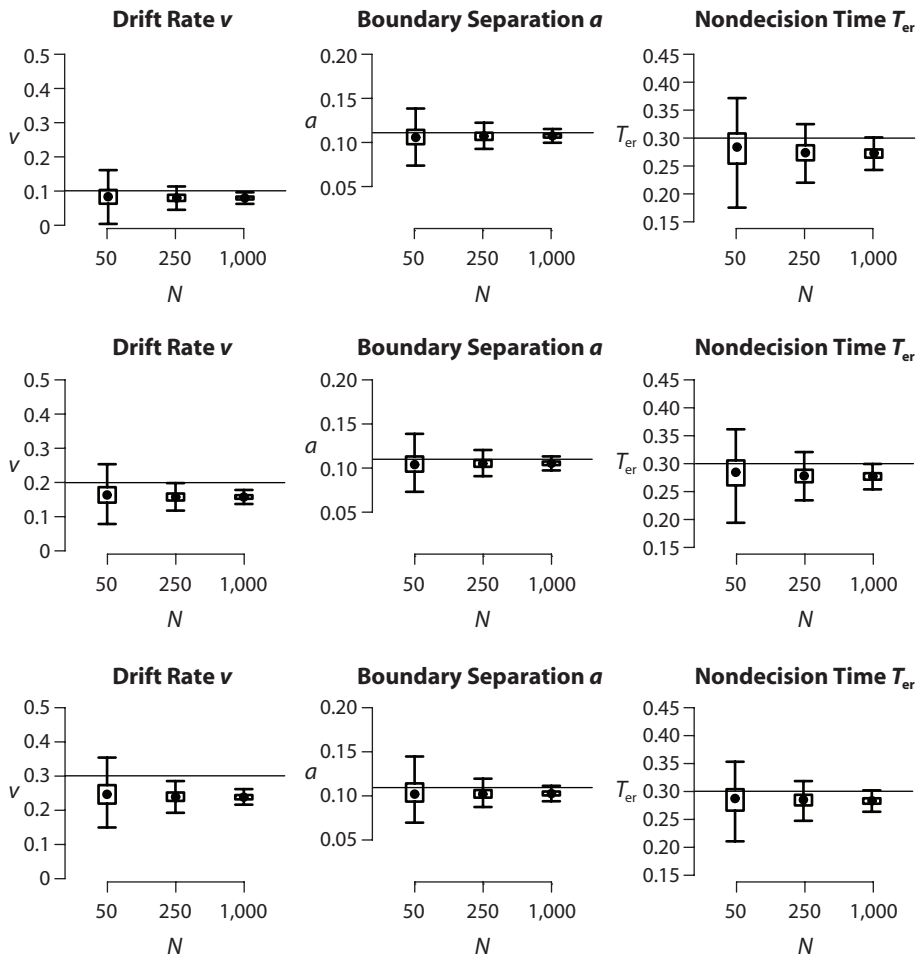 Drift Rate v
Boundary Separation a
Nondecision Time Ter
0.5
0.4
0.3
0.2
0.1
0
v
50
250
1,000
N
0.20
0.15
0.10
0.05
a
50
250
1,000
N
0.45
0.40
0.35
0.30
0.25
0.20
0.15
Ter
50
250
1,000
N
Drift Rate v
Boundary Separation a
Nondecision Time Ter
0.5
0.4
0.3
0.2
0.1
0
v
50
250
1,000
N
0.20
0.15
0.10
0.05
a
50
250
1,000
N
0.45
0.40
0.35
0.30
0.25
0.20
0.15
Ter
50
250
1,000
N
Drift Rate v
Boundary Separation a
Nondecision Time Ter
0.5
0.4
0.3
0.2
0.1
0
v
50
250
1,000
N
0.20
0.15
0.10
0.05
a
50
250
1,000
N
0.45
0.40
0.35
0.30
0.25
0.20
0.15
Ter
50
250
1,000
N